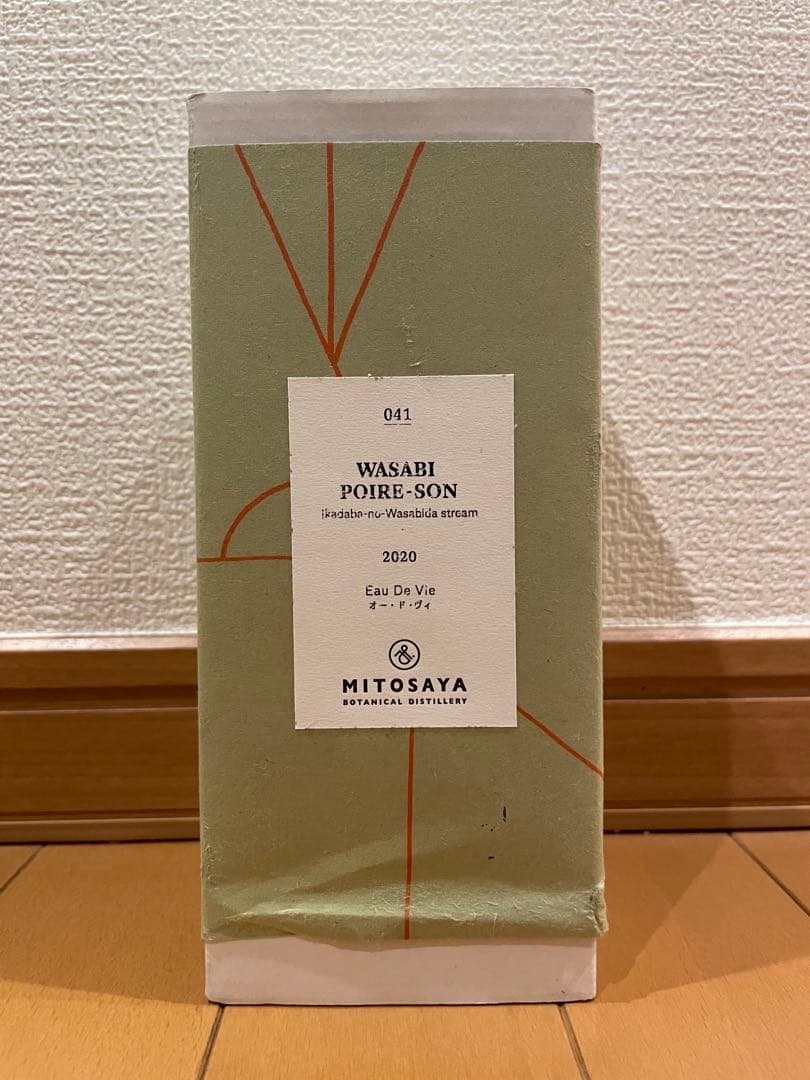 041
WASABI
POIRE-SON
ikadaba-no-Wasabida stream
2020
Eau De Vie
オー・ド・ヴィ
MITOSAYA
BOTANICAL DISTILLERY